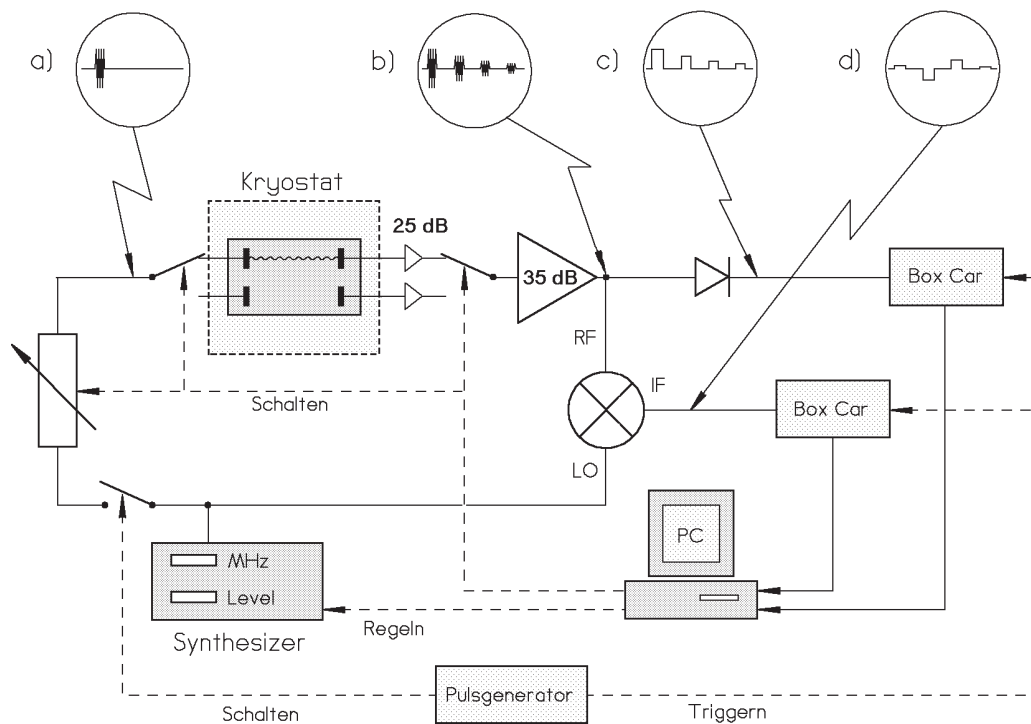 a)
b)
c)
d)
Kryostat
25 dB
35 dB
Box Car
RF
IF
Schalten
Box Car
LO
PC
MHz
Level
Regeln
Synthesizer
Pulsgenerator
Schalten
Triggern